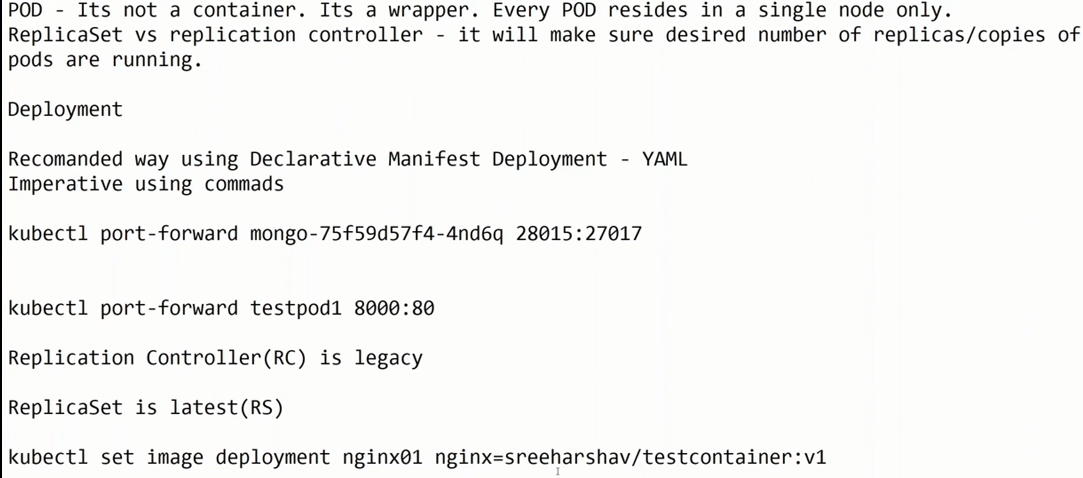 POD - Its not a container. Its a wrapper. Every POD resides in a single node only.
ReplicaSet vs replication controller - it will make sure desired number of replicas/copies of
pods are running.
Deployment
Recomanded way using Declarative Manifest Deployment - YAML
Imperative using commads
kubectl port-forward mongo-75f59d57f4-4nd6q 28015:27017
kubectl port-forward testpod1 8000:80
Replication Controller(RC) is legacy
ReplicaSet is latest(RS)
kubectl set image deployment nginx01 nginx=sreeharshav/testcontainer:v1